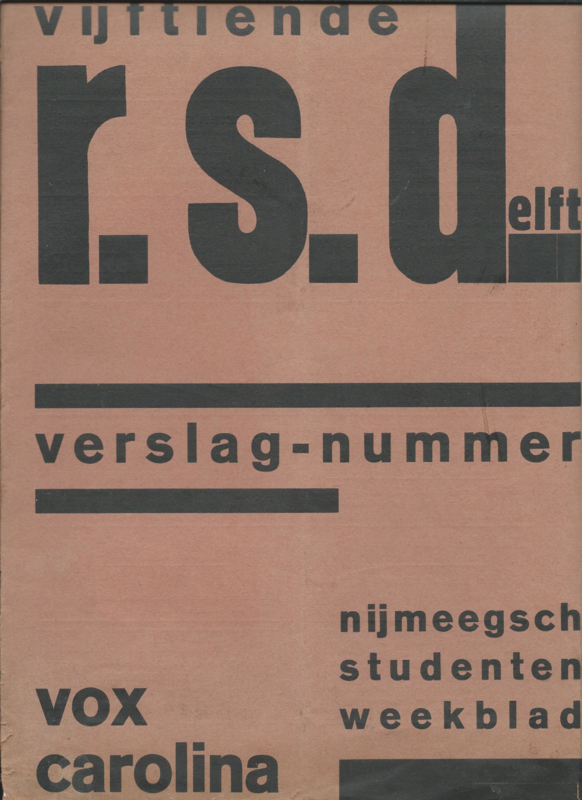 vijftiende
r.s.delft
verslag-nummer
nijmeegsch
studenten
weekblad
vox
carolina